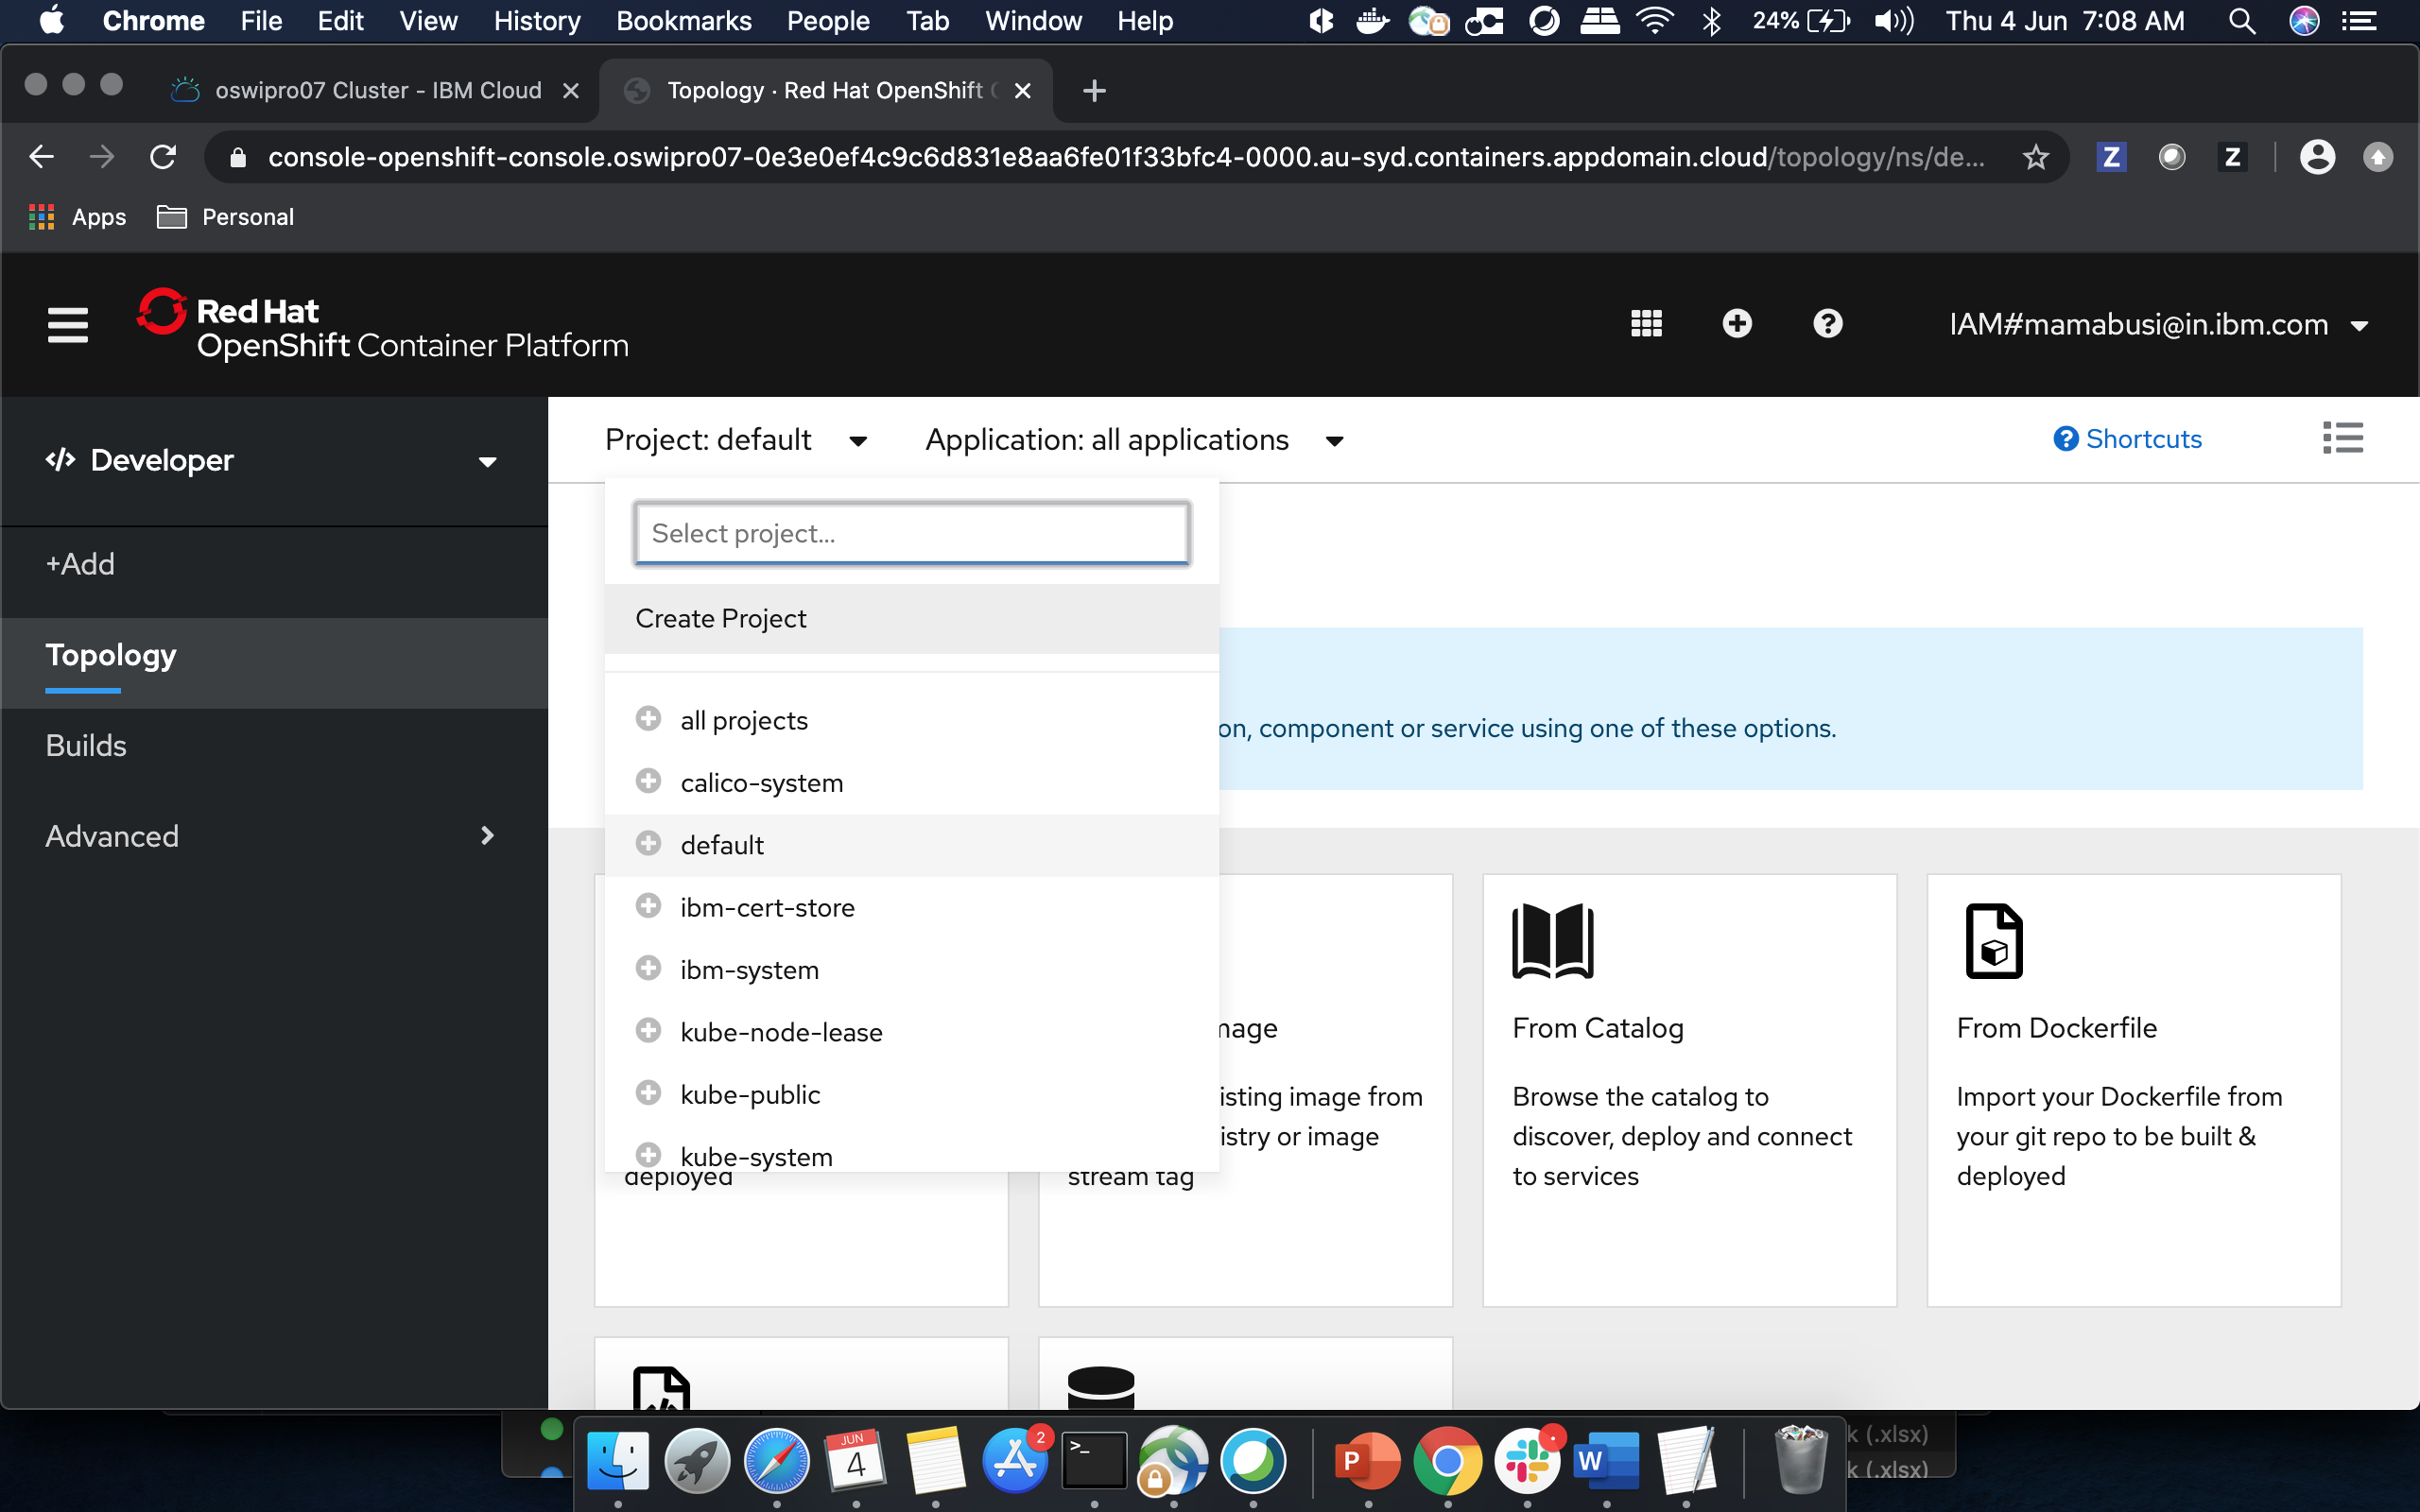 Chrome File Edit View History Bookmarks People Tab Window Help 24% Thu 4 Jun 7:08 AM
oswipro07 Cluster - IBM Cloud
Topology · Red Hat OpenShift
console-openshift-console.oswipro07-0e3e0ef4c9c6d831e8aa6fe01f33bfc4-0000.au-syd.containers.appdomain.cloud/topology/ns/de...
Z Z
Apps Personal
Red Hat
OpenShift Container Platform
IAM#mamabusi@in.ibm.com
Developer
+Add
Topology
Builds
Advanced
Project: default
Application: all applications
Shortcuts
Select project...
Create Project
all projects
calico-system
default
ibm-cert-store
ibm-system
kube-node-lease
kube-public
kube-system
on, component or service using one of these options.
deployed
mage
isting image from
istry or image
stream tag
From Catalog
Browse the catalog to
discover, deploy and connect
to services
From Dockerfile
Import your Dockerfile from
your git repo to be built &
deployed
JUN
4
2
>_
P
W
k (.xlsx)
k (.xlsx)